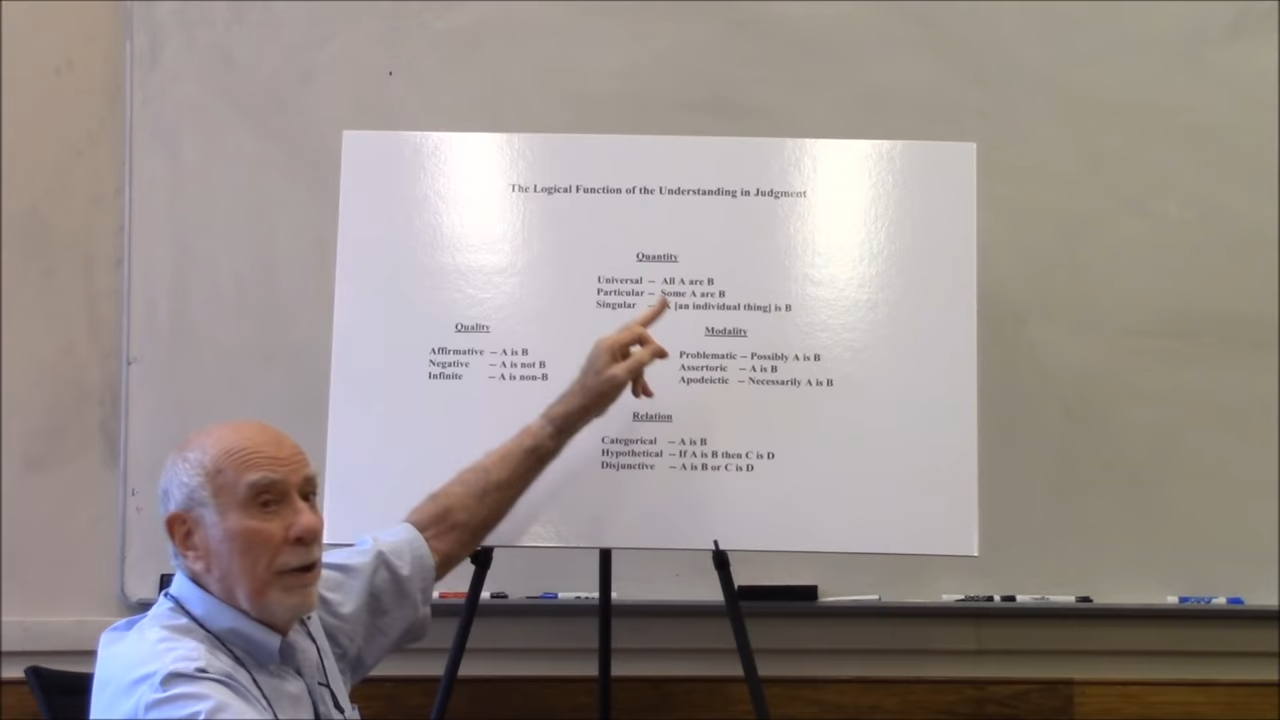 The Logical Function of the Understanding in Judgment
Quantity
Universal – All A are B
Particular – Some A are B
Singular – A [an individual thing] is B
Quality
Affirmative – A is B
Negative – A is not B
Infinite – A is non-B
Modality
Problematic – Possibly A is B
Assertoric – A is B
Apodeictic – Necessarily A is B
Relation
Categorical – A is B
Hypothetical – If A is B then C is D
Disjunctive – A is B or C is D